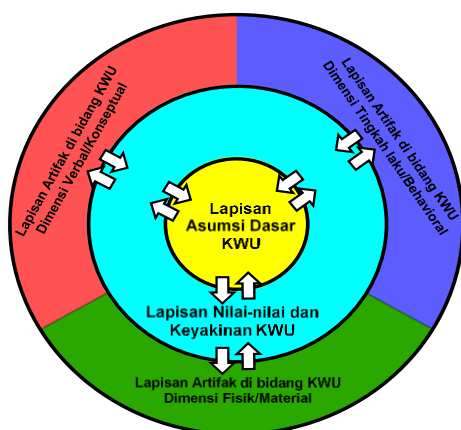 Lapisan Artifak di bidang KWU
Dimensi Verbal/Konseptual
Lapisan Artifak di bidang KWU
Dimensi Tingkah laku/Behavioral
Lapisan
Asumsi Dasar
KWU
Lapisan Nilai-nilai dan
Keyakinan KWU
Lapisan Artifak di bidang KWU
Dimensi Fisik/Material